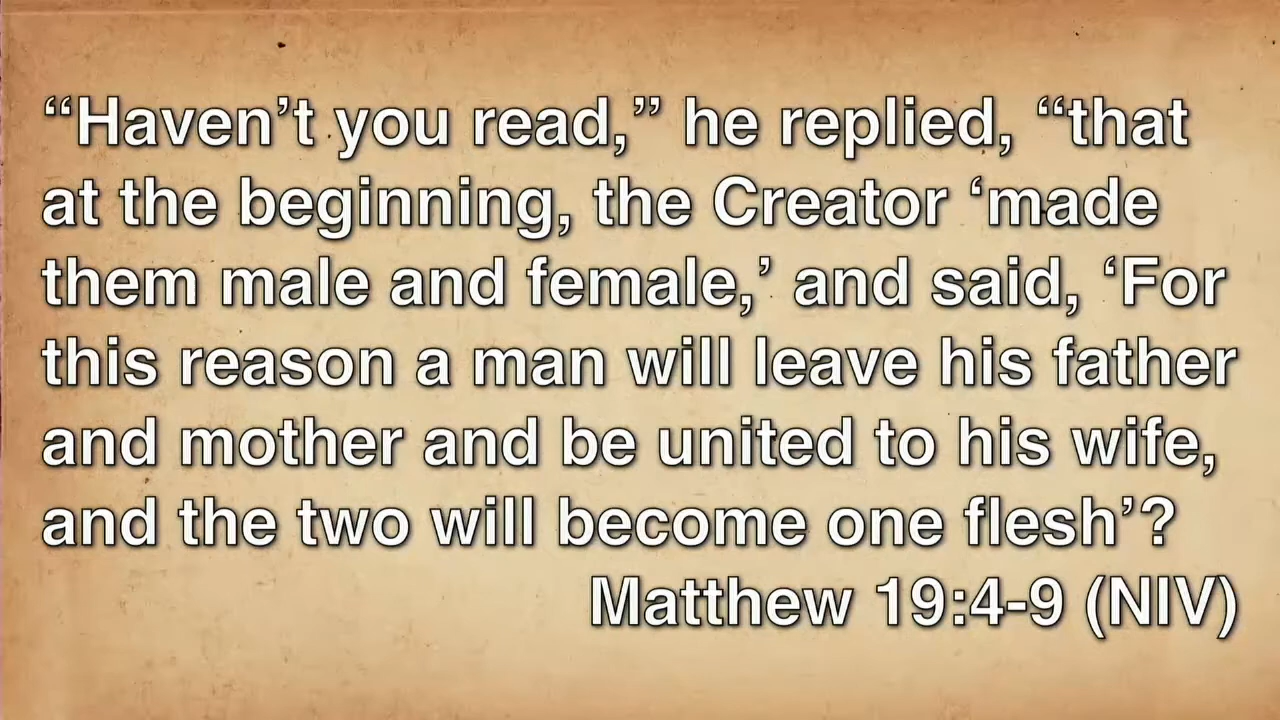 “Haven’t you read,” he replied, “that
at the beginning, the Creator ‘made
them male and female,’ and said, ‘For
this reason a man will leave his father
and mother and be united to his wife,
and the two will become one flesh’?
Matthew 19:4-9 (NIV)